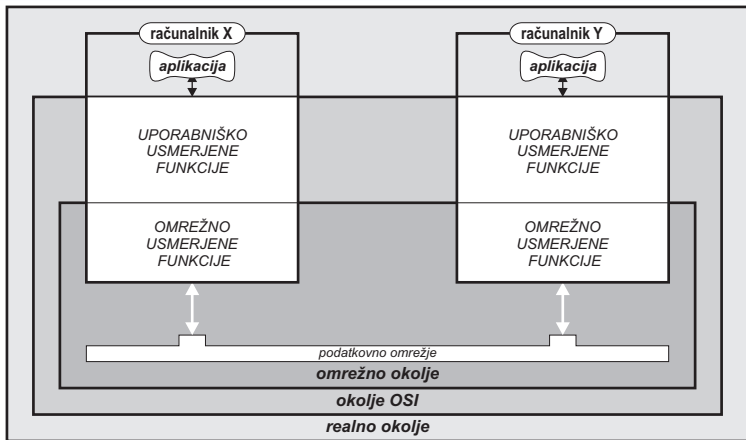 računalnik X
aplikacija
UPORABNIŠKO
USMERJENE
FUNKCIJE
OMREŽNO
USMERJENE
FUNKCIJE
računalnik Y
aplikacija
UPORABNIŠKO
USMERJENE
FUNKCIJE
OMREŽNO
USMERJENE
FUNKCIJE
podatkovno omrežje
omrežno okolje
okolje OSI
realno okolje